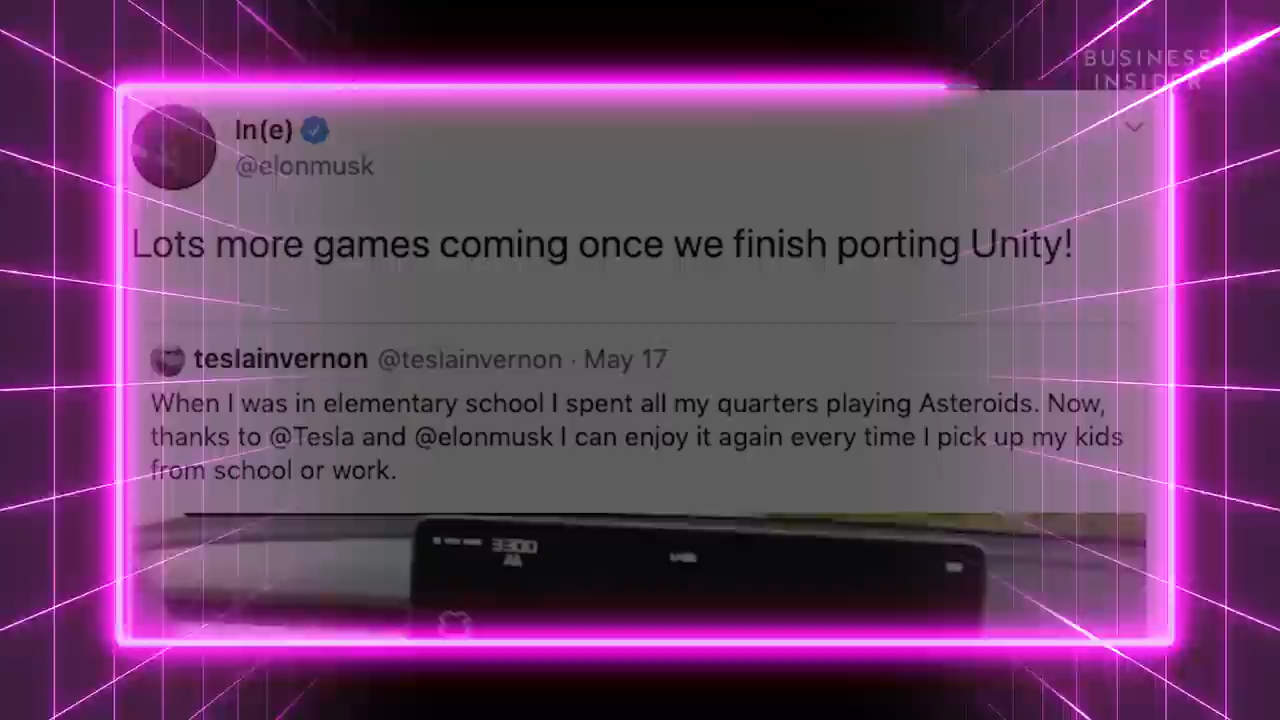 BUSINESS
INSIDER
ln(e)
@elonmusk
Lots more games coming once we finish porting Unity!
teslainvernon @teslainvernon · May 17
When I was in elementary school I spent all my quarters playing Asteroids. Now,
thanks to @Tesla and @elonmusk I can enjoy it again every time I pick up my kids
from school or work.
3300